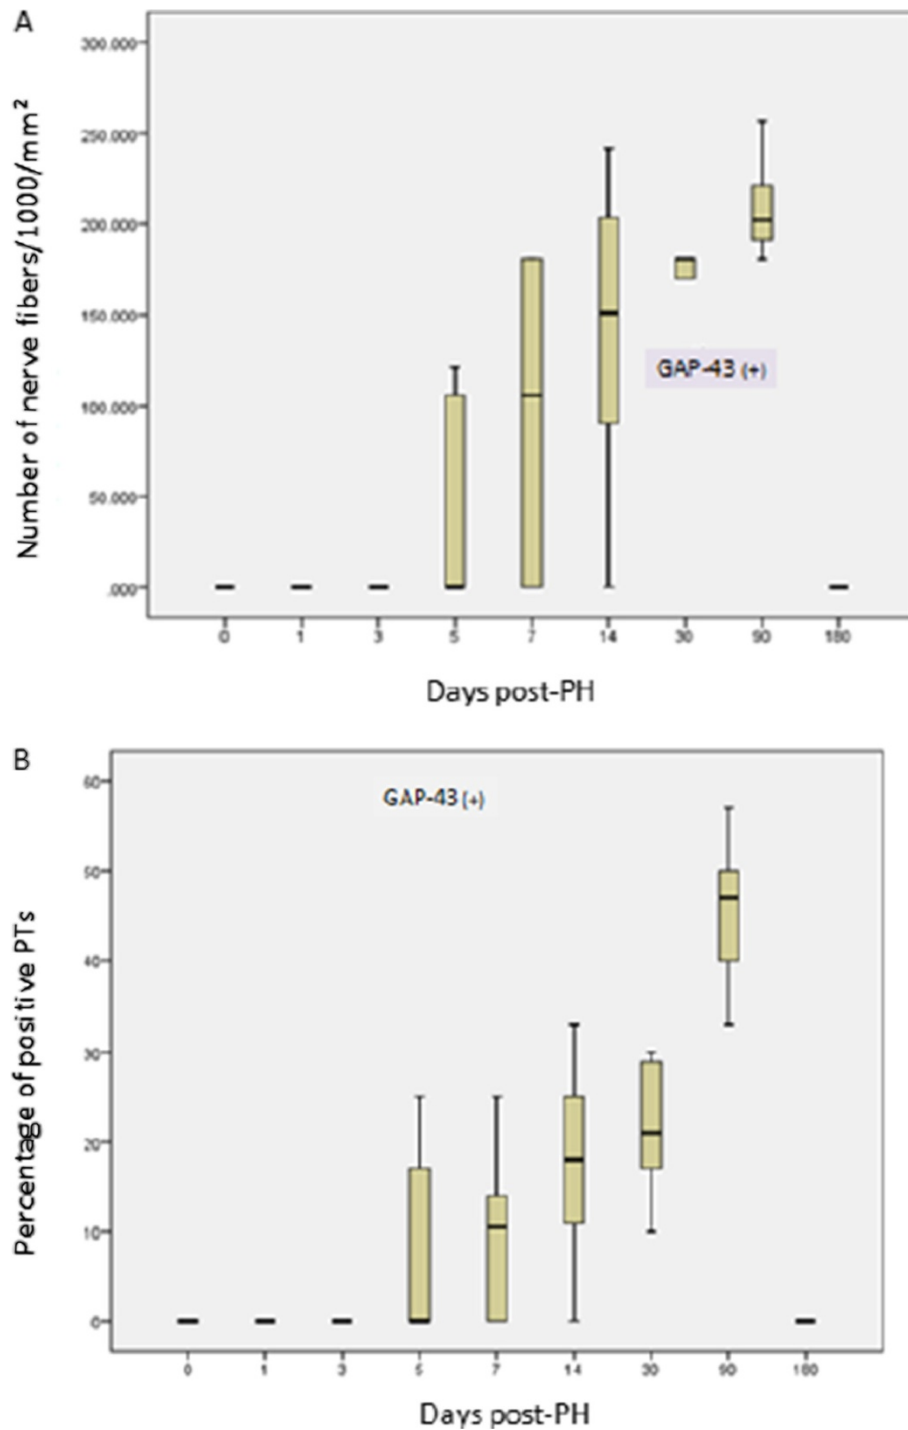 A
Number of nerve fibers/1000/mm²
300.000
250.000
200.000
150.000
100.000
50.000
.000
GAP-43 (+)
0 1 3 5 7 14 30 90 180
Days post-PH
B
Percentage of positive PTs
60
50
40
30
20
10
0
GAP-43 (+)
0 1 3 5 7 14 30 90 180
Days post-PH